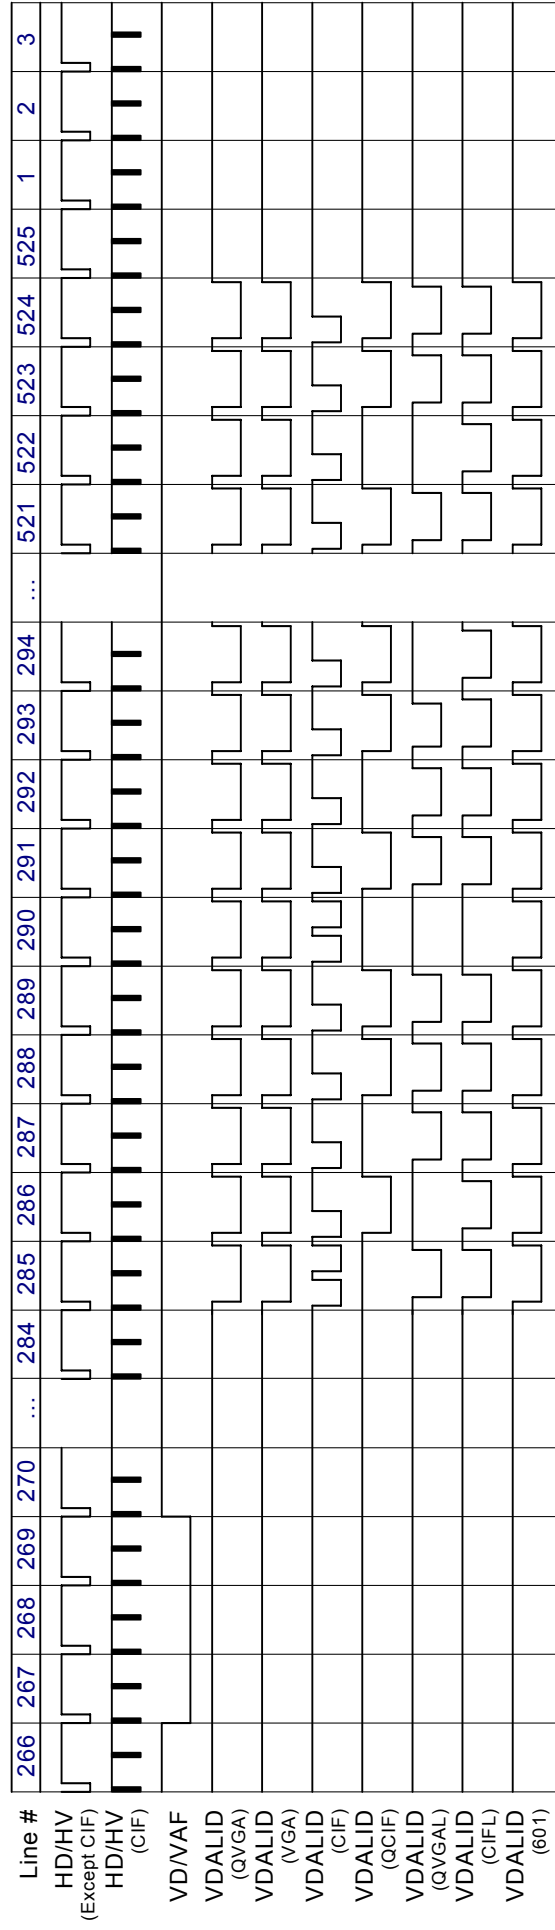 Line # 266 267 268 269 270 ... 284 285 286 287 288 289 290 291 292 293 294 ... 521 522 523 524 525 1 2 3
HD/HV
(Except CIF)
HD/HV
(CIF)
VD/VAF
VDALID
(QVGA)
VDALID
(VGA)
VDALID
(CIF)
VDALID
(QCIF)
VDALID
(QVGAL)
VDALID
(CIFL)
VDALID
(601)